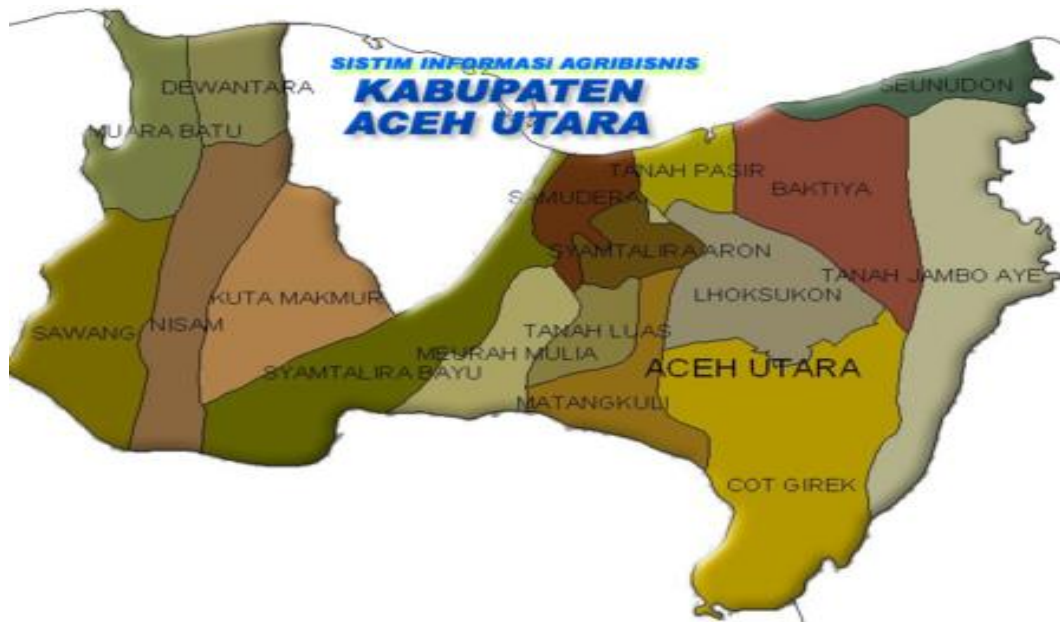 SISTIM INFORMASI AGRIBISNIS
KABUPATEN
ACEH UTARA
SEUNUDON
DEWANTARA
MUARA BATU
TANAH PASIR
BAKTIYA
SAMUDERA
SYAMTALIRA ARON
TANAH JAMBO AYE
LHOKSUKON
KUTA MAKMUR
NISAM
SAWANG
TANAH LUAS
MEURAH MULIA
SYAMTALIRA BAYU
ACEH UTARA
MATANGKULI
COT GIREK